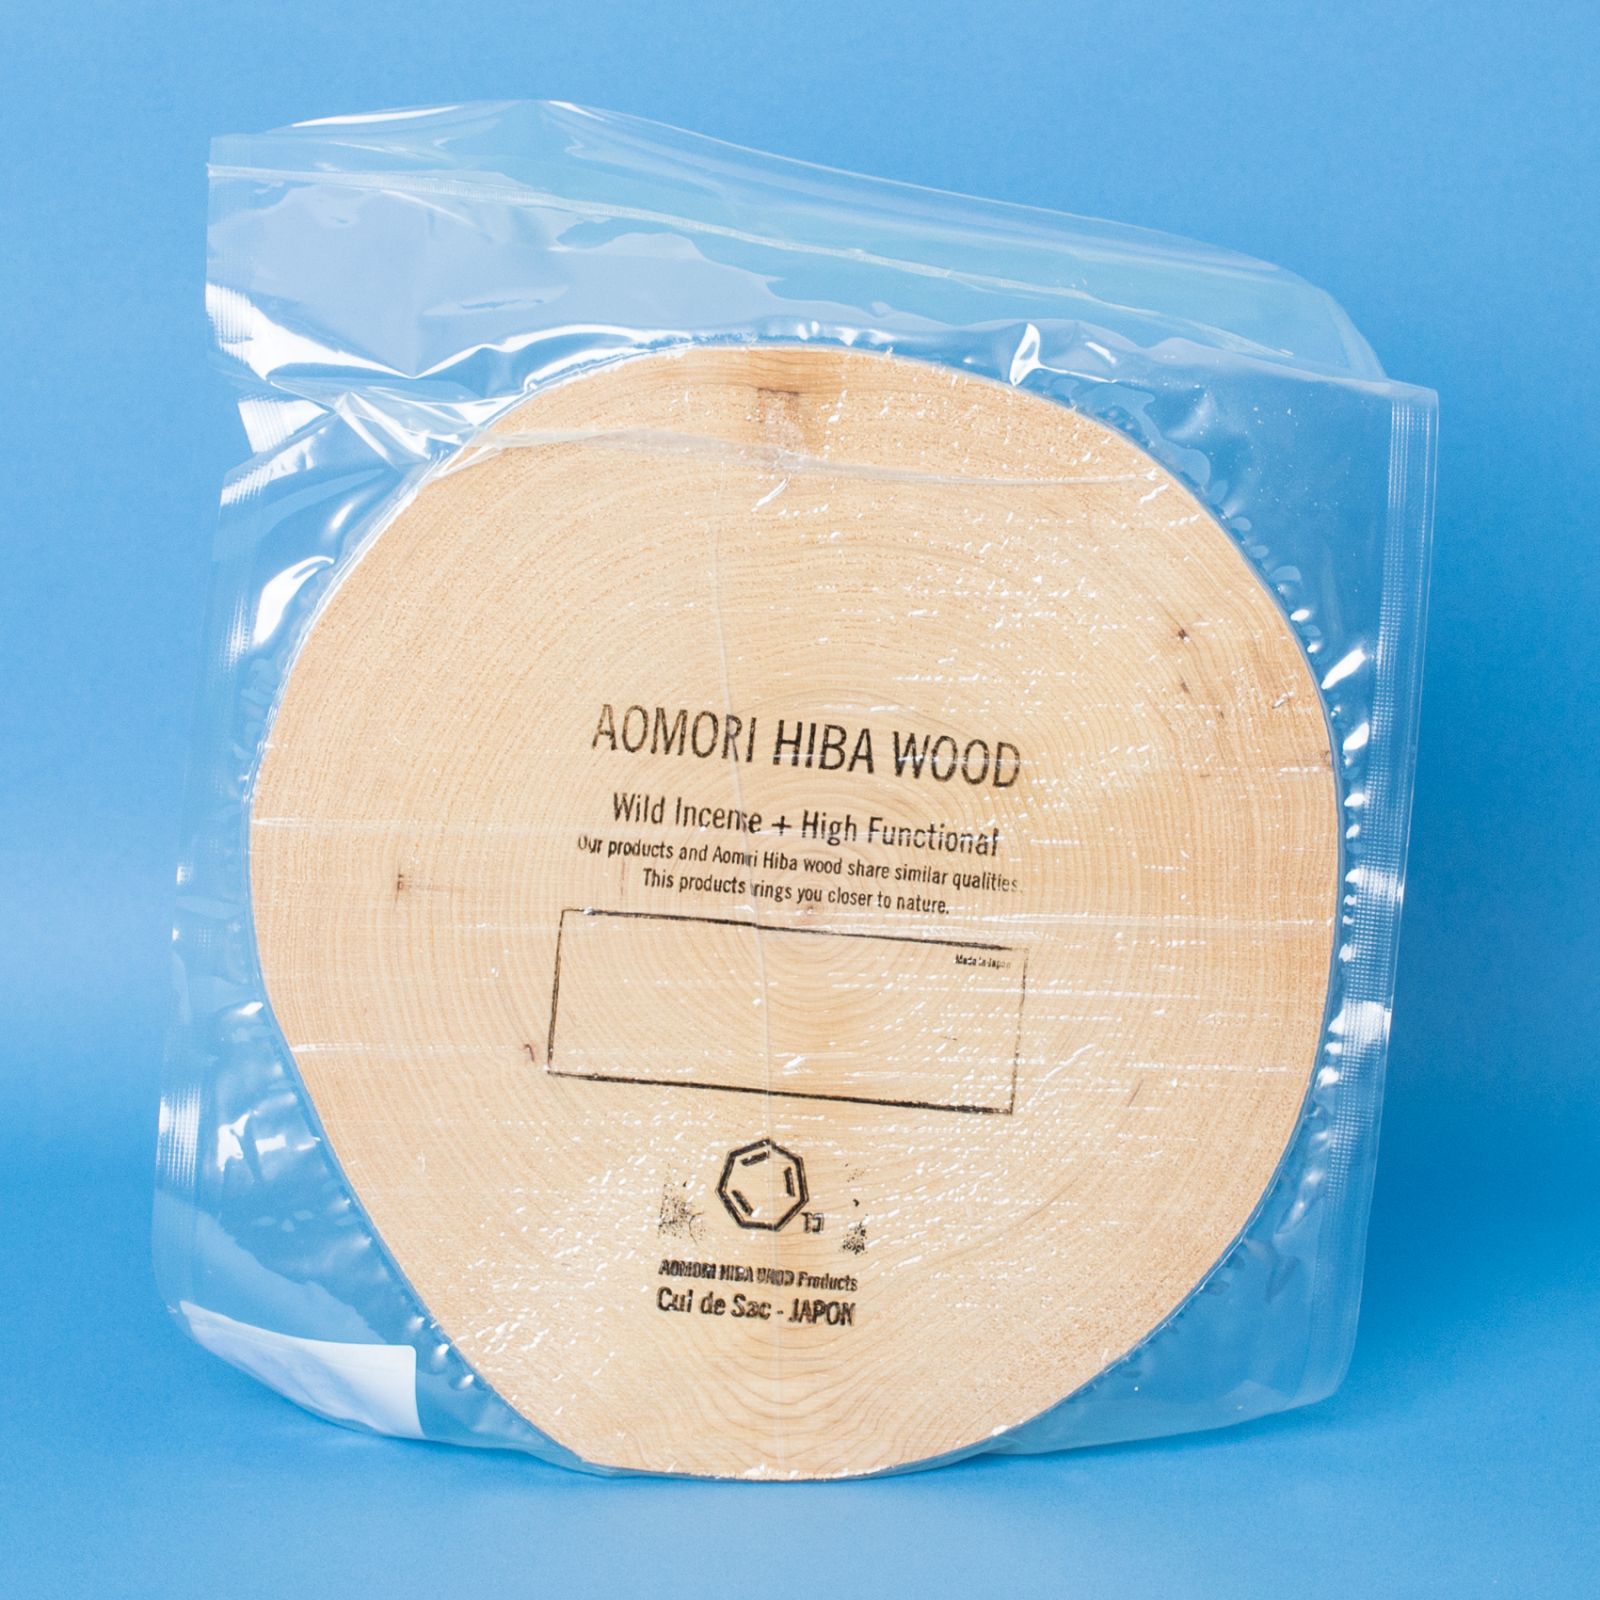 AOMORI HIBA WOOD
Wild Incense + High Functional
Our products and Aomori Hiba wood share similar qualities.
This products brings you closer to nature.
Made in Japan
AOMORI HIBA WOOD Products
Cul de Sac - JAPON